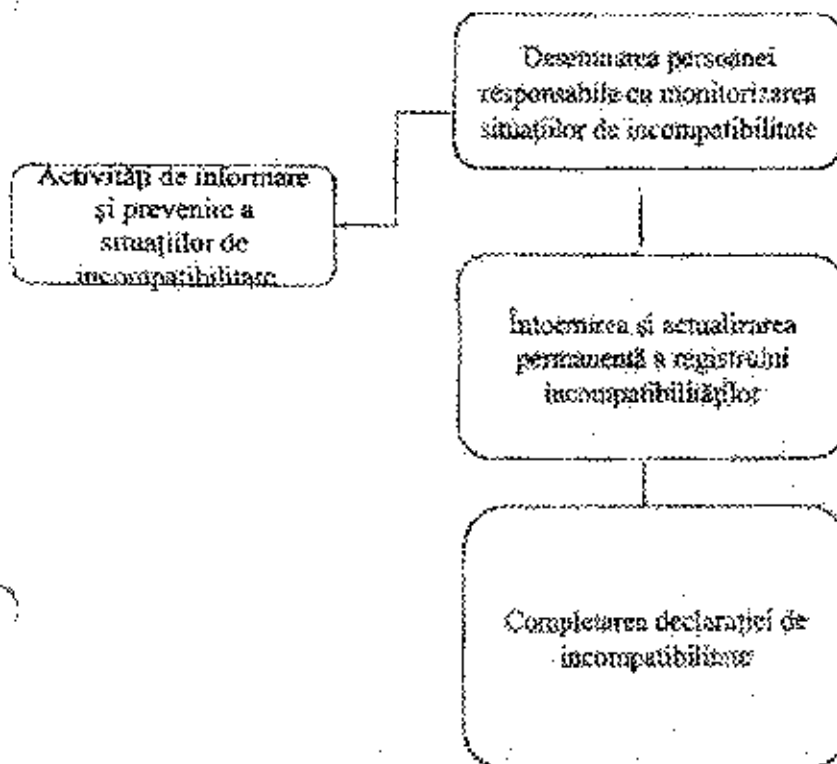 Desemnarea persoanei
responsabile cu monitorizarea
situațiilor de incompatibilitate
Activități de informare
și prevenire a
situațiilor de
incompatibilitate
Întocmirea și actualizarea
permanentă a registrului
incompatibilităților
Completarea declarației de
incompatibilitate